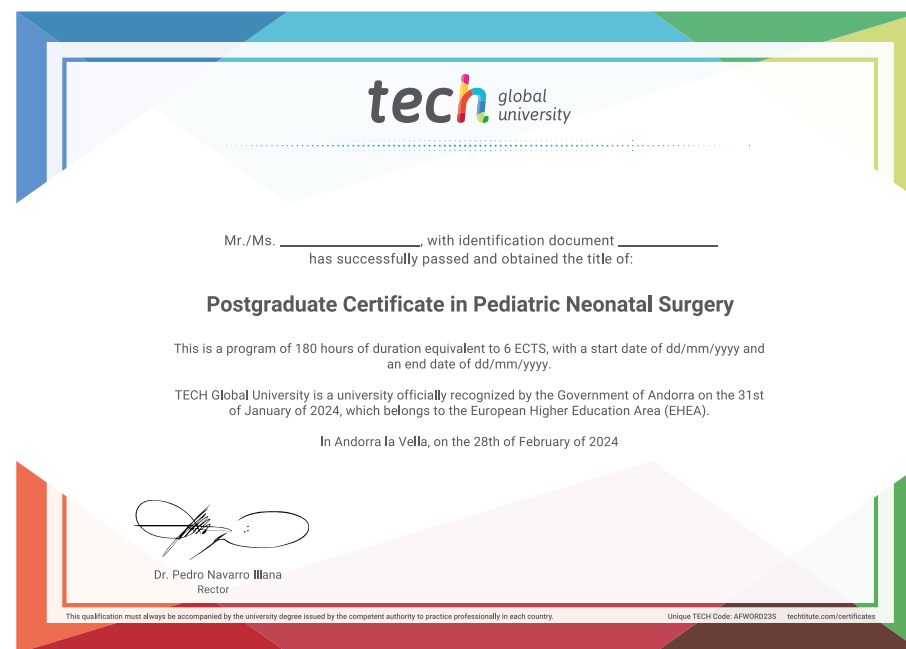 tech global
university
Mr./Ms. ____________, with identification document ____________
has successfully passed and obtained the title of:
Postgraduate Certificate in Pediatric Neonatal Surgery
This is a program of 180 hours of duration equivalent to 6 ECTS, with a start date of dd/mm/yyyy and
an end date of dd/mm/yyyy.
TECH Global University is a university officially recognized by the Government of Andorra on the 31st
of January of 2024, which belongs to the European Higher Education Area (EHEA).
In Andorra la Vella, on the 28th of February of 2024
Dr. Pedro Navarro Illana
Rector
This qualification must always be accompanied by the university degree issued by the competent authority to practice professionally in each country.
Unique TECH Code: AFWORD23S techtitute.com/certificates